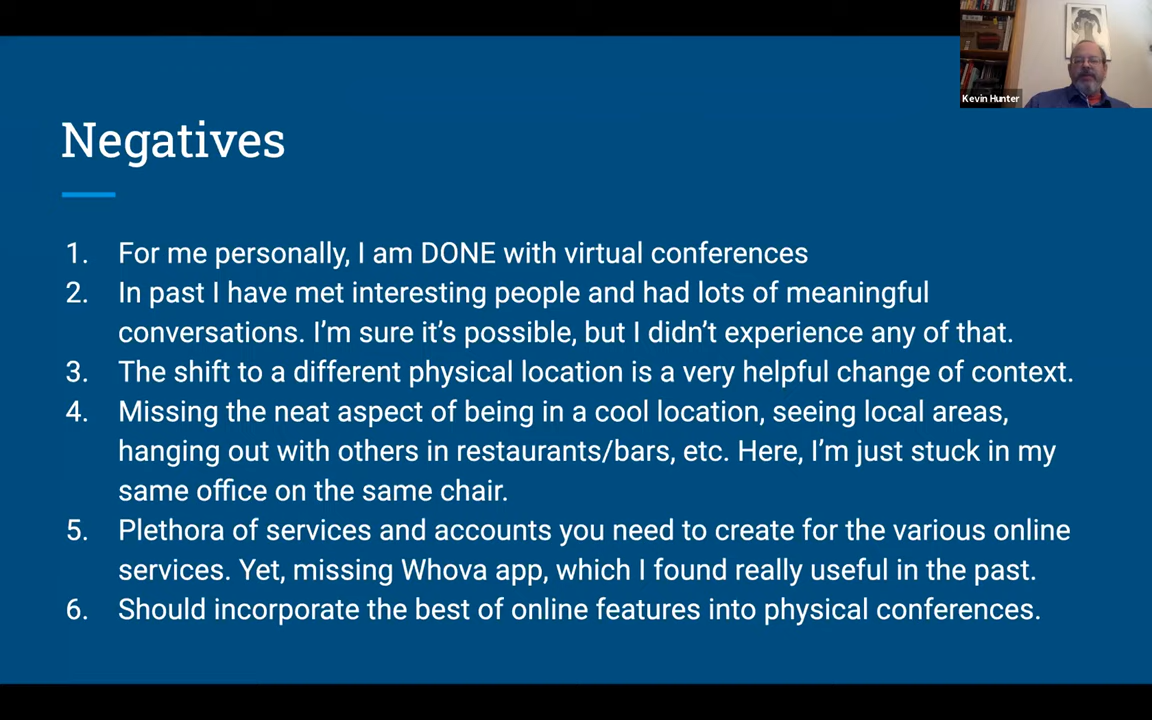 Kevin Hunter
Negatives
1. For me personally, I am DONE with virtual conferences
2. In past I have met interesting people and had lots of meaningful
conversations. I'm sure it's possible, but I didn't experience any of that.
3. The shift to a different physical location is a very helpful change of context.
4. Missing the neat aspect of being in a cool location, seeing local areas,
hanging out with others in restaurants/bars, etc. Here, I'm just stuck in my
same office on the same chair.
5. Plethora of services and accounts you need to create for the various online
services. Yet, missing Whova app, which I found really useful in the past.
6. Should incorporate the best of online features into physical conferences.